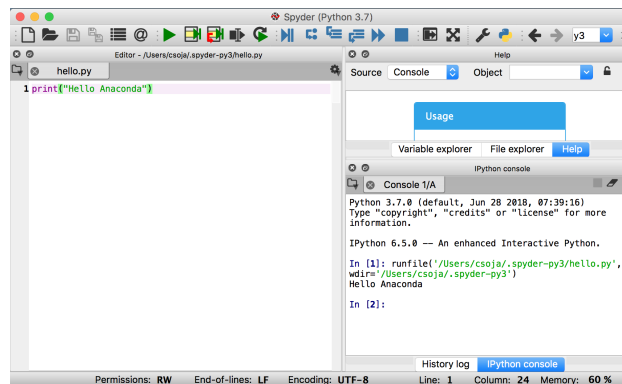 Spyder (Python 3.7)
y3
Editor - /Users/csoja/.spyder-py3/hello.py
hello.py
1 print("Hello Anaconda")
Help
Source Console Object
Usage
Variable explorer File explorer Help
IPython console
Console 1/A
Python 3.7.0 (default, Jun 28 2018, 07:39:16)
Type "copyright", "credits" or "license" for more
information.
IPython 6.5.0 -- An enhanced Interactive Python.
In [1]: runfile('/Users/csoja/.spyder-py3/hello.py',
wdir='/Users/csoja/.spyder-py3')
Hello Anaconda
In [2]:
History log IPython console
Permissions: RW End-of-lines: LF Encoding: UTF-8 Line: 1 Column: 24 Memory: 60 %